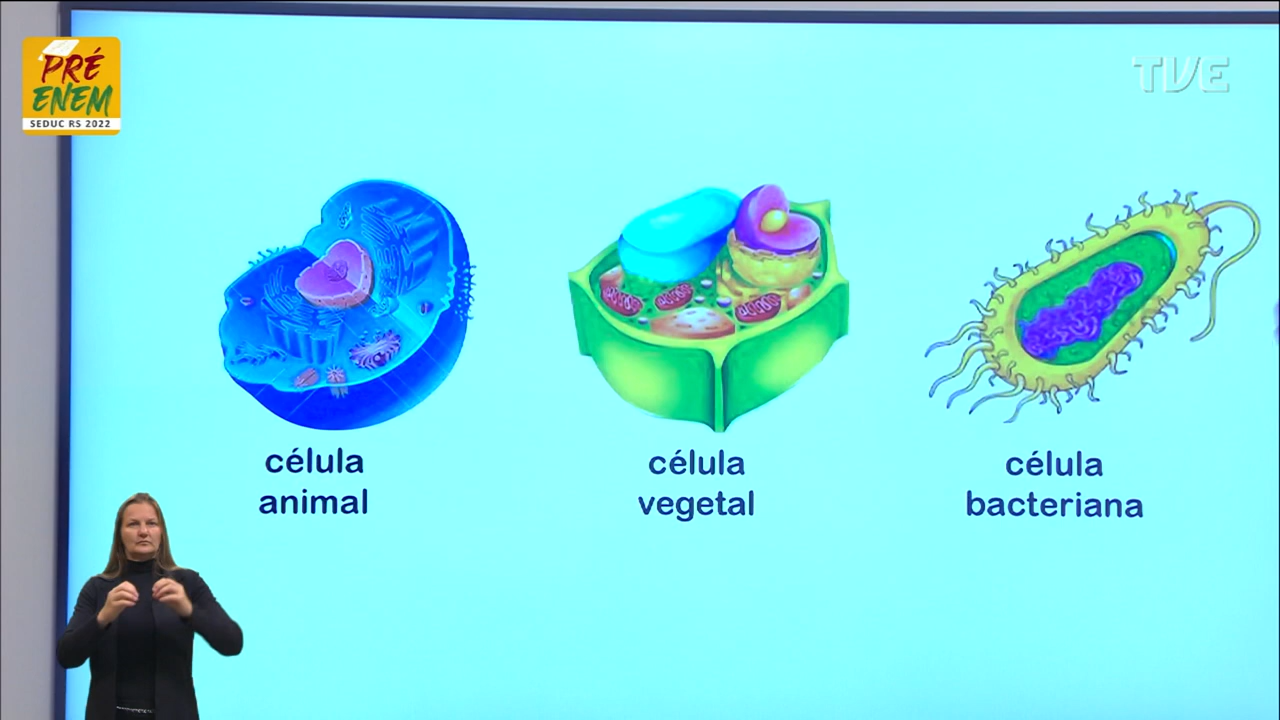 PRÉ
ENEM
SEDUC RS 2022
TVE
célula
animal
célula
vegetal
célula
bacteriana